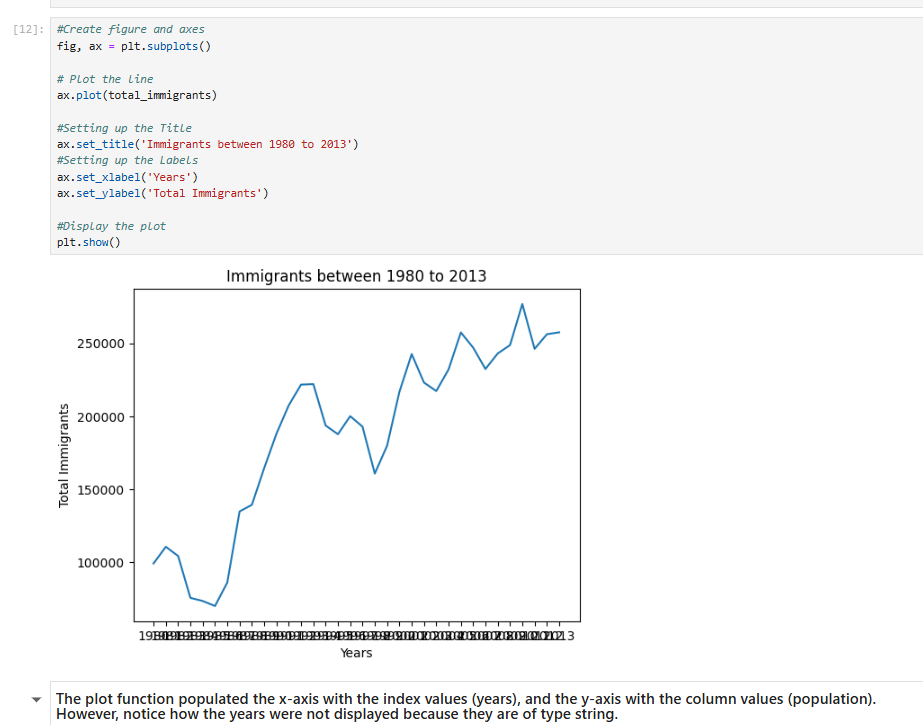 [12]:
#Create figure and axes
fig, ax = plt.subplots()
# Plot the line
ax.plot(total_immigrants)
#Setting up the Title
ax.set_title('Immigrants between 1980 to 2013')
#Setting up the Labels
ax.set_xlabel('Years')
ax.set_ylabel('Total Immigrants')
#Display the plot
plt.show()
Immigrants between 1980 to 2013
250000
200000
150000
100000
Total Immigrants
Years
The plot function populated the x-axis with the index values (years), and the y-axis with the column values (population).
However, notice how the years were not displayed because they are of type string.